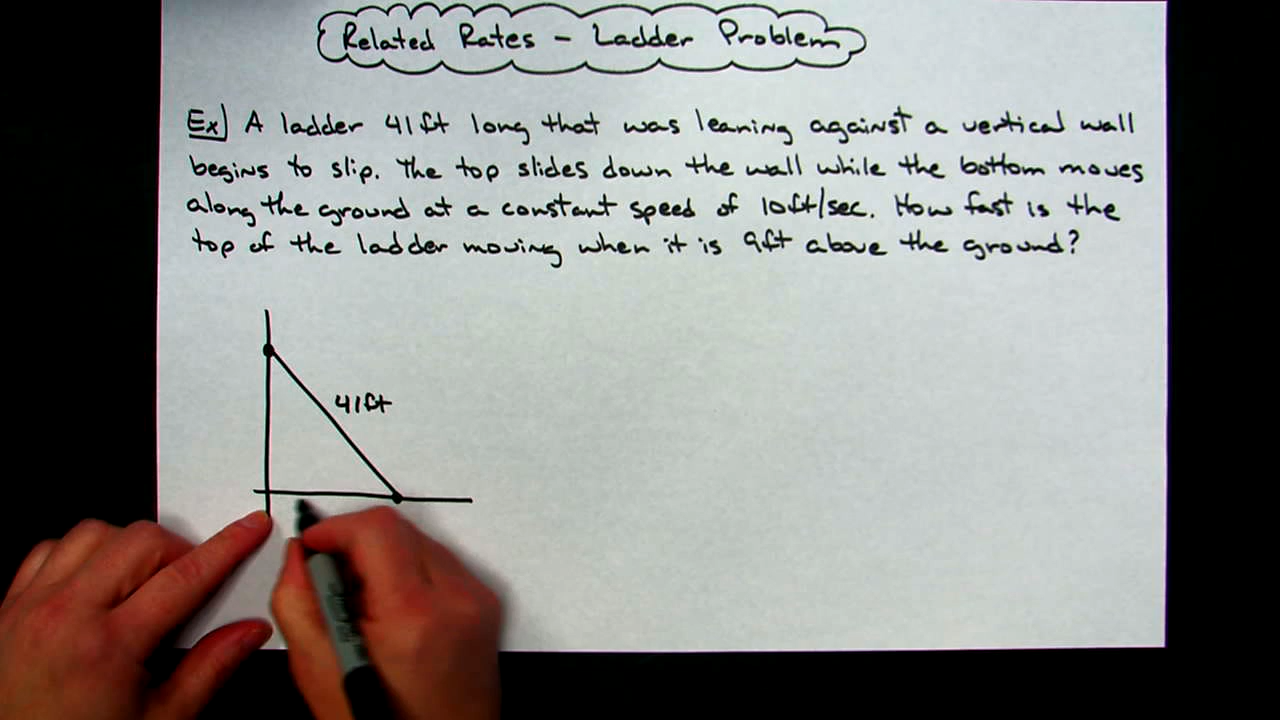 Related Rates - Ladder Problem
Ex) A ladder 41ft long that was leaning against a vertical wall
begins to slip. The top slides down the wall while the bottom moves
along the ground at a constant speed of 10ft/sec. How fast is the
top of the ladder moving when it is 9ft above the ground?
41ft